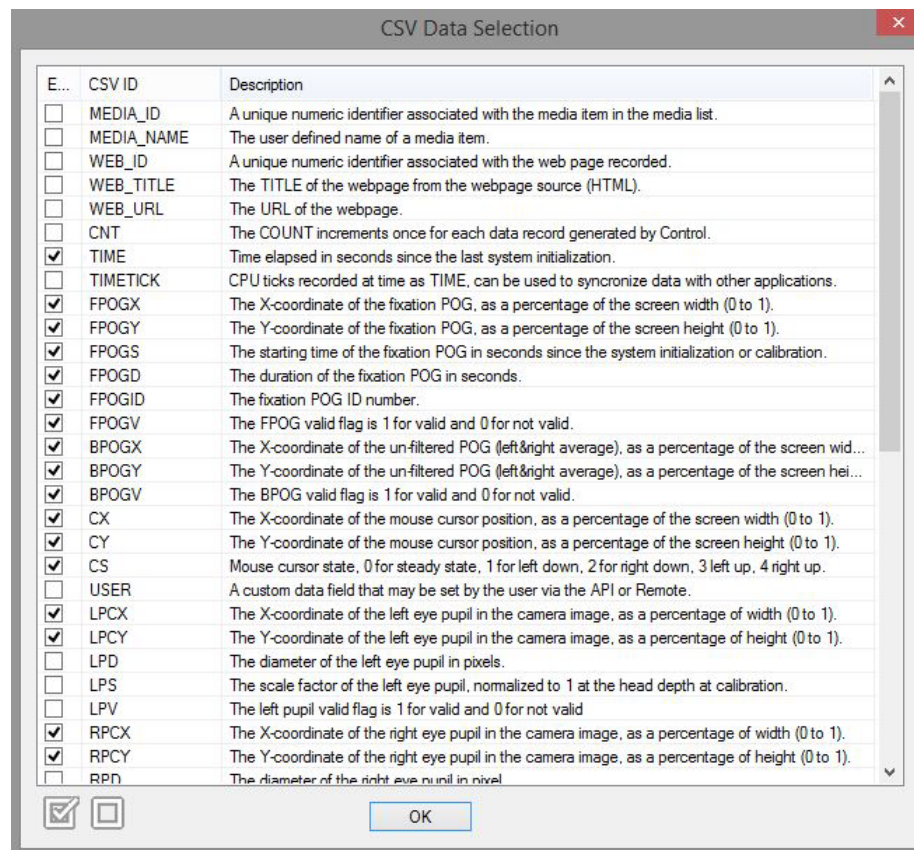 CSV Data Selection
E... CSV ID Description
MEDIA_ID A unique numeric identifier associated with the media item in the media list.
MEDIA_NAME The user defined name of a media item.
WEB_ID A unique numeric identifier associated with the web page recorded.
WEB_TITLE The TITLE of the webpage from the webpage source (HTML).
WEB_URL The URL of the webpage.
CNT The COUNT increments once for each data record generated by Control.
TIME Time elapsed in seconds since the last system initialization.
TIMETICK CPU ticks recorded at time as TIME, can be used to syncronize data with other applications.
FPOGX The X-coordinate of the fixation POG, as a percentage of the screen width (0 to 1).
FPOGY The Y-coordinate of the fixation POG, as a percentage of the screen height (0 to 1).
FPOGS The starting time of the fixation POG in seconds since the system initialization or calibration.
FPOGD The duration of the fixation POG in seconds.
FPOGID The fixation POG ID number.
FPOGV The FPOG valid flag is 1 for valid and 0 for not valid.
BPOGX The X-coordinate of the un-filtered POG (left&right average), as a percentage of the screen wid...
BPOGY The Y-coordinate of the un-filtered POG (left&right average), as a percentage of the screen hei...
BPOGV The BPOG valid flag is 1 for valid and 0 for not valid.
CX The X-coordinate of the mouse cursor position, as a percentage of the screen width (0 to 1).
CY The Y-coordinate of the mouse cursor position, as a percentage of the screen height (0 to 1).
CS Mouse cursor state, 0 for steady state, 1 for left down, 2 for right down, 3 left up, 4 right up.
USER A custom data field that may be set by the user via the API or Remote.
LPCX The X-coordinate of the left eye pupil in the camera image, as a percentage of width (0 to 1).
LPCY The Y-coordinate of the left eye pupil in the camera image, as a percentage of height (0 to 1).
LPD The diameter of the left eye pupil in pixels.
LPS The scale factor of the left eye pupil, normalized to 1 at the head depth at calibration.
LPV The left pupil valid flag is 1 for valid and 0 for not valid
RPCX The X-coordinate of the right eye pupil in the camera image, as a percentage of width (0 to 1).
RPCY The Y-coordinate of the right eye pupil in the camera image, as a percentage of height (0 to 1).
RPD The diameter of the right eye pupil in pixel
OK